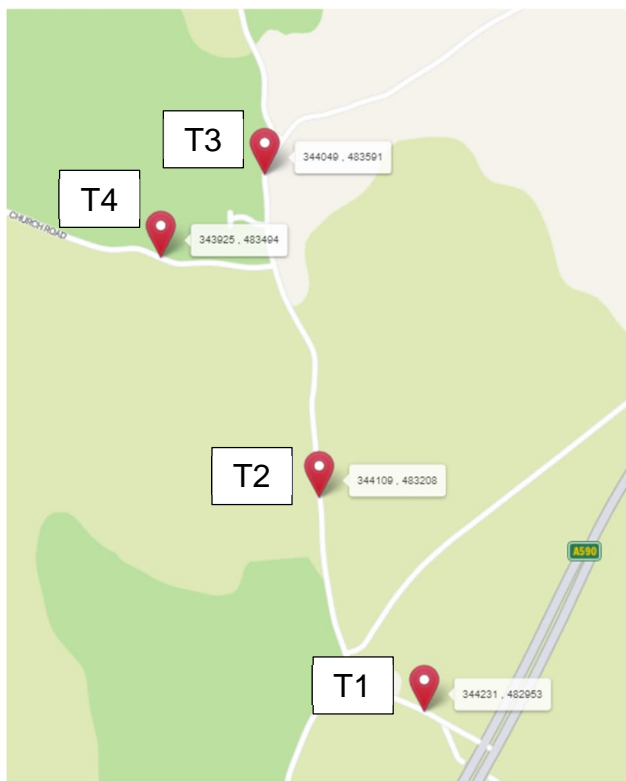 T3
344049 , 483591
T4
CHURCH ROAD
343925 , 483494
T2
344109 , 483208
A590
T1
344231 , 482953